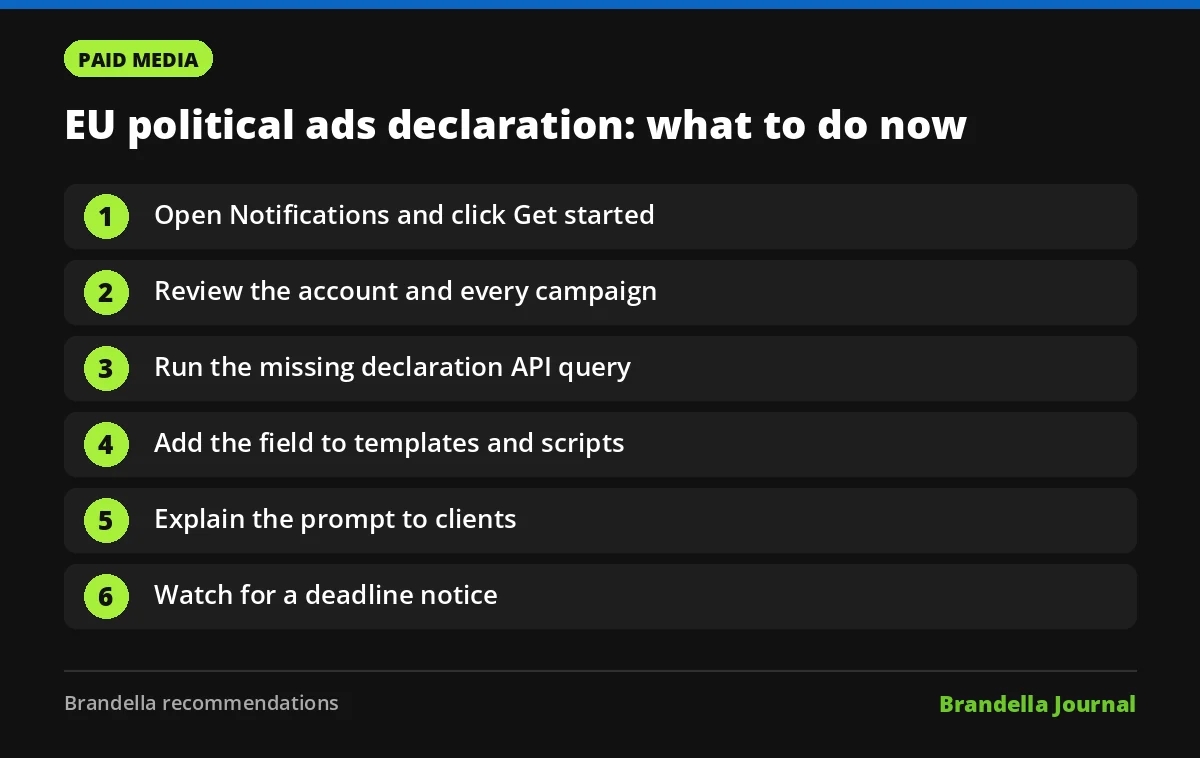 PAID MEDIA
EU political ads declaration: what to do now
1 Open Notifications and click Get started
2 Review the account and every campaign
3 Run the missing declaration API query
4 Add the field to templates and scripts
5 Explain the prompt to clients
6 Watch for a deadline notice
Brandella recommendations
Brandella Journal